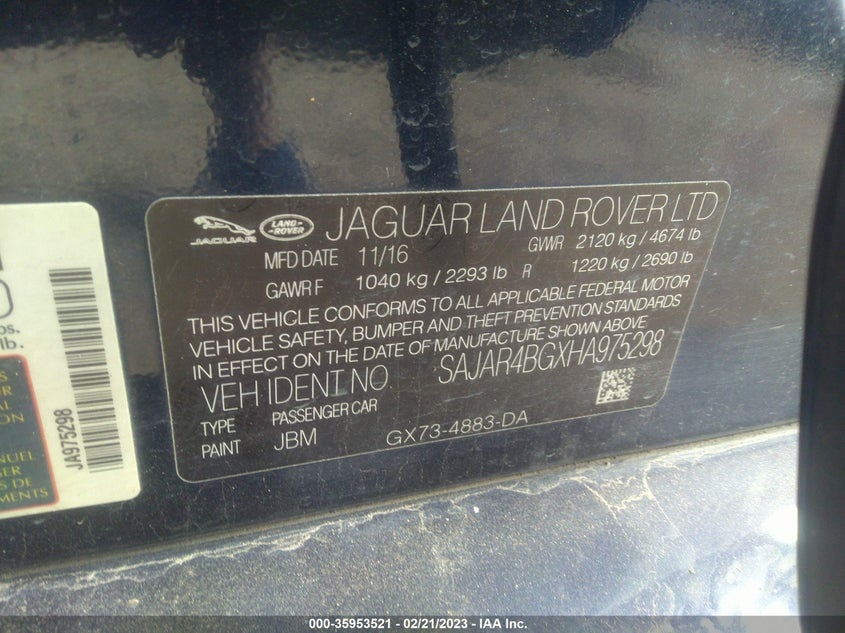 JAGUAR
LAND-
ROVER
JAGUAR LAND ROVER LTD
MFD DATE 11/16 GWR 2120 kg / 4674 lb
GAWR F 1040 kg / 2293 lb R 1220 kg / 2690 lb
THIS VEHICLE CONFORMS TO ALL APPLICABLE FEDERAL MOTOR
VEHICLE SAFETY, BUMPER AND THEFT PREVENTION STANDARDS
IN EFFECT ON THE DATE OF MANUFACTURE SHOWN ABOVE
VEH IDENT NO SAJAR4BGXHA975298
TYPE PASSENGER CAR
PAINT JBM GX73-4883-DA
lb.
JA975298
MENTS
000-35953521 / 02/21/2023 - IAA Inc.